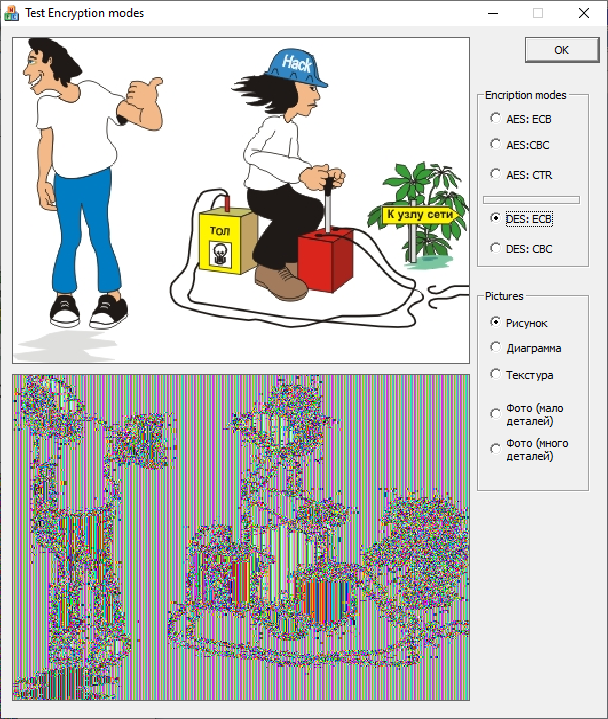 Test Encryption modes
Hack
ТОЛ
К узлу сети
OK
Encription modes
AES: ECB
AES:CBC
AES: CTR
DES: ECB
DES: CBC
Pictures
Рисунок
Диаграмма
Текстура
Фото (мало
деталей)
Фото (много
деталей)